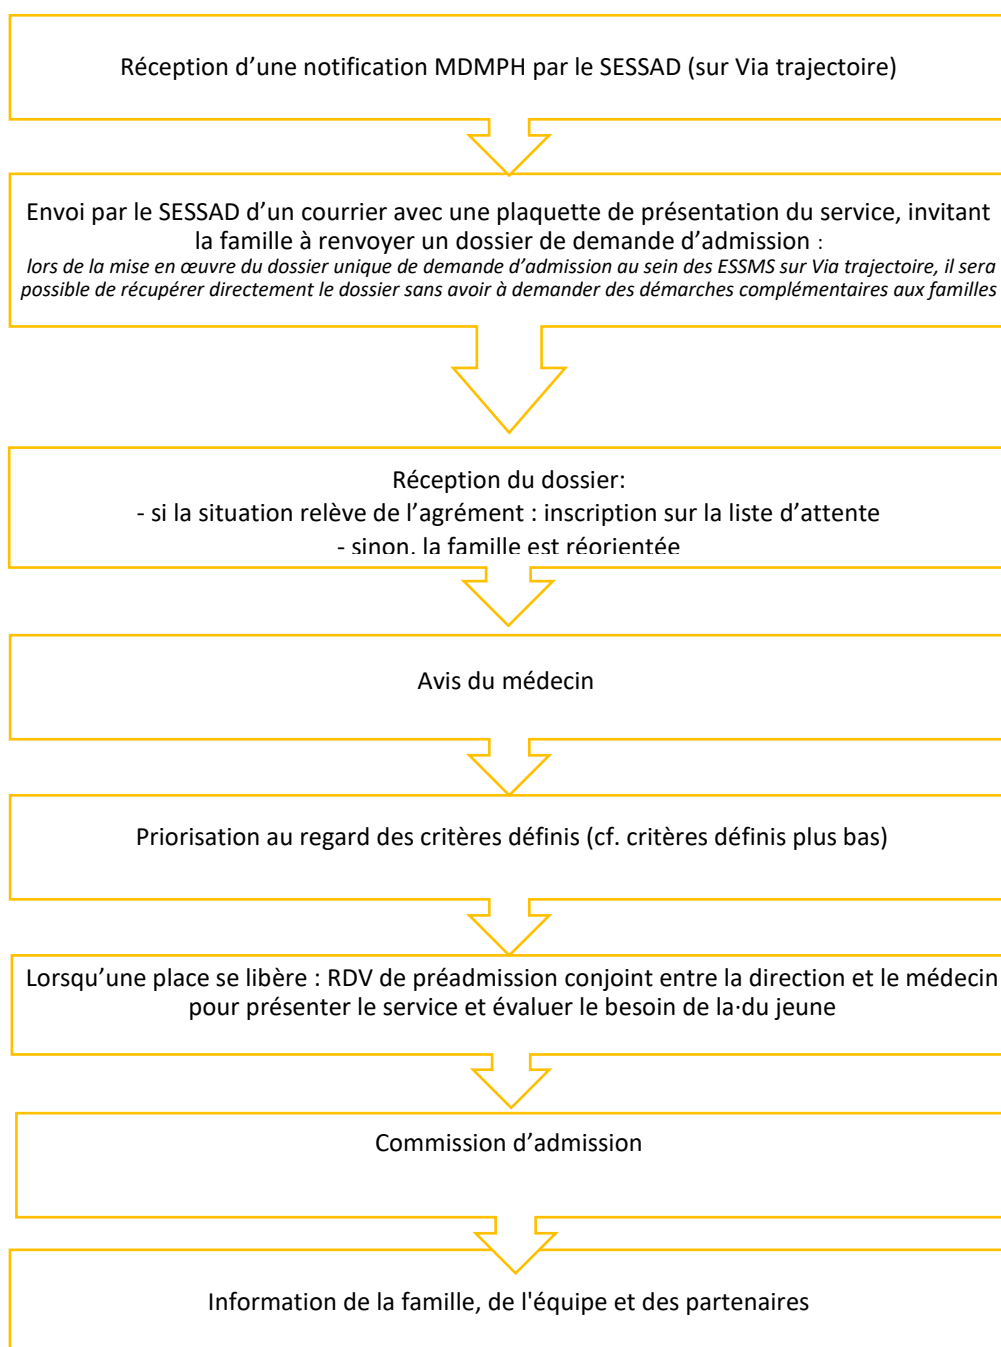 Réception d’une notification MDMPH par le SESSAD (sur Via trajectoire)
Envoi par le SESSAD d’un courrier avec une plaquette de présentation du service, invitant
la famille à renvoyer un dossier de demande d’admission :
lors de la mise en œuvre du dossier unique de demande d’admission au sein des ESSMS sur Via trajectoire, il sera
possible de récupérer directement le dossier sans avoir à demander des démarches complémentaires aux familles
Réception du dossier:
- si la situation relève de l’agrément : inscription sur la liste d’attente
- sinon, la famille est réorientée
Avis du médecin
Priorisation au regard des critères définis (cf. critères définis plus bas)
Lorsqu’une place se libère : RDV de préadmission conjoint entre la direction et le médecin
pour présenter le service et évaluer le besoin de la·du jeune
Commission d’admission
Information de la famille, de l'équipe et des partenaires